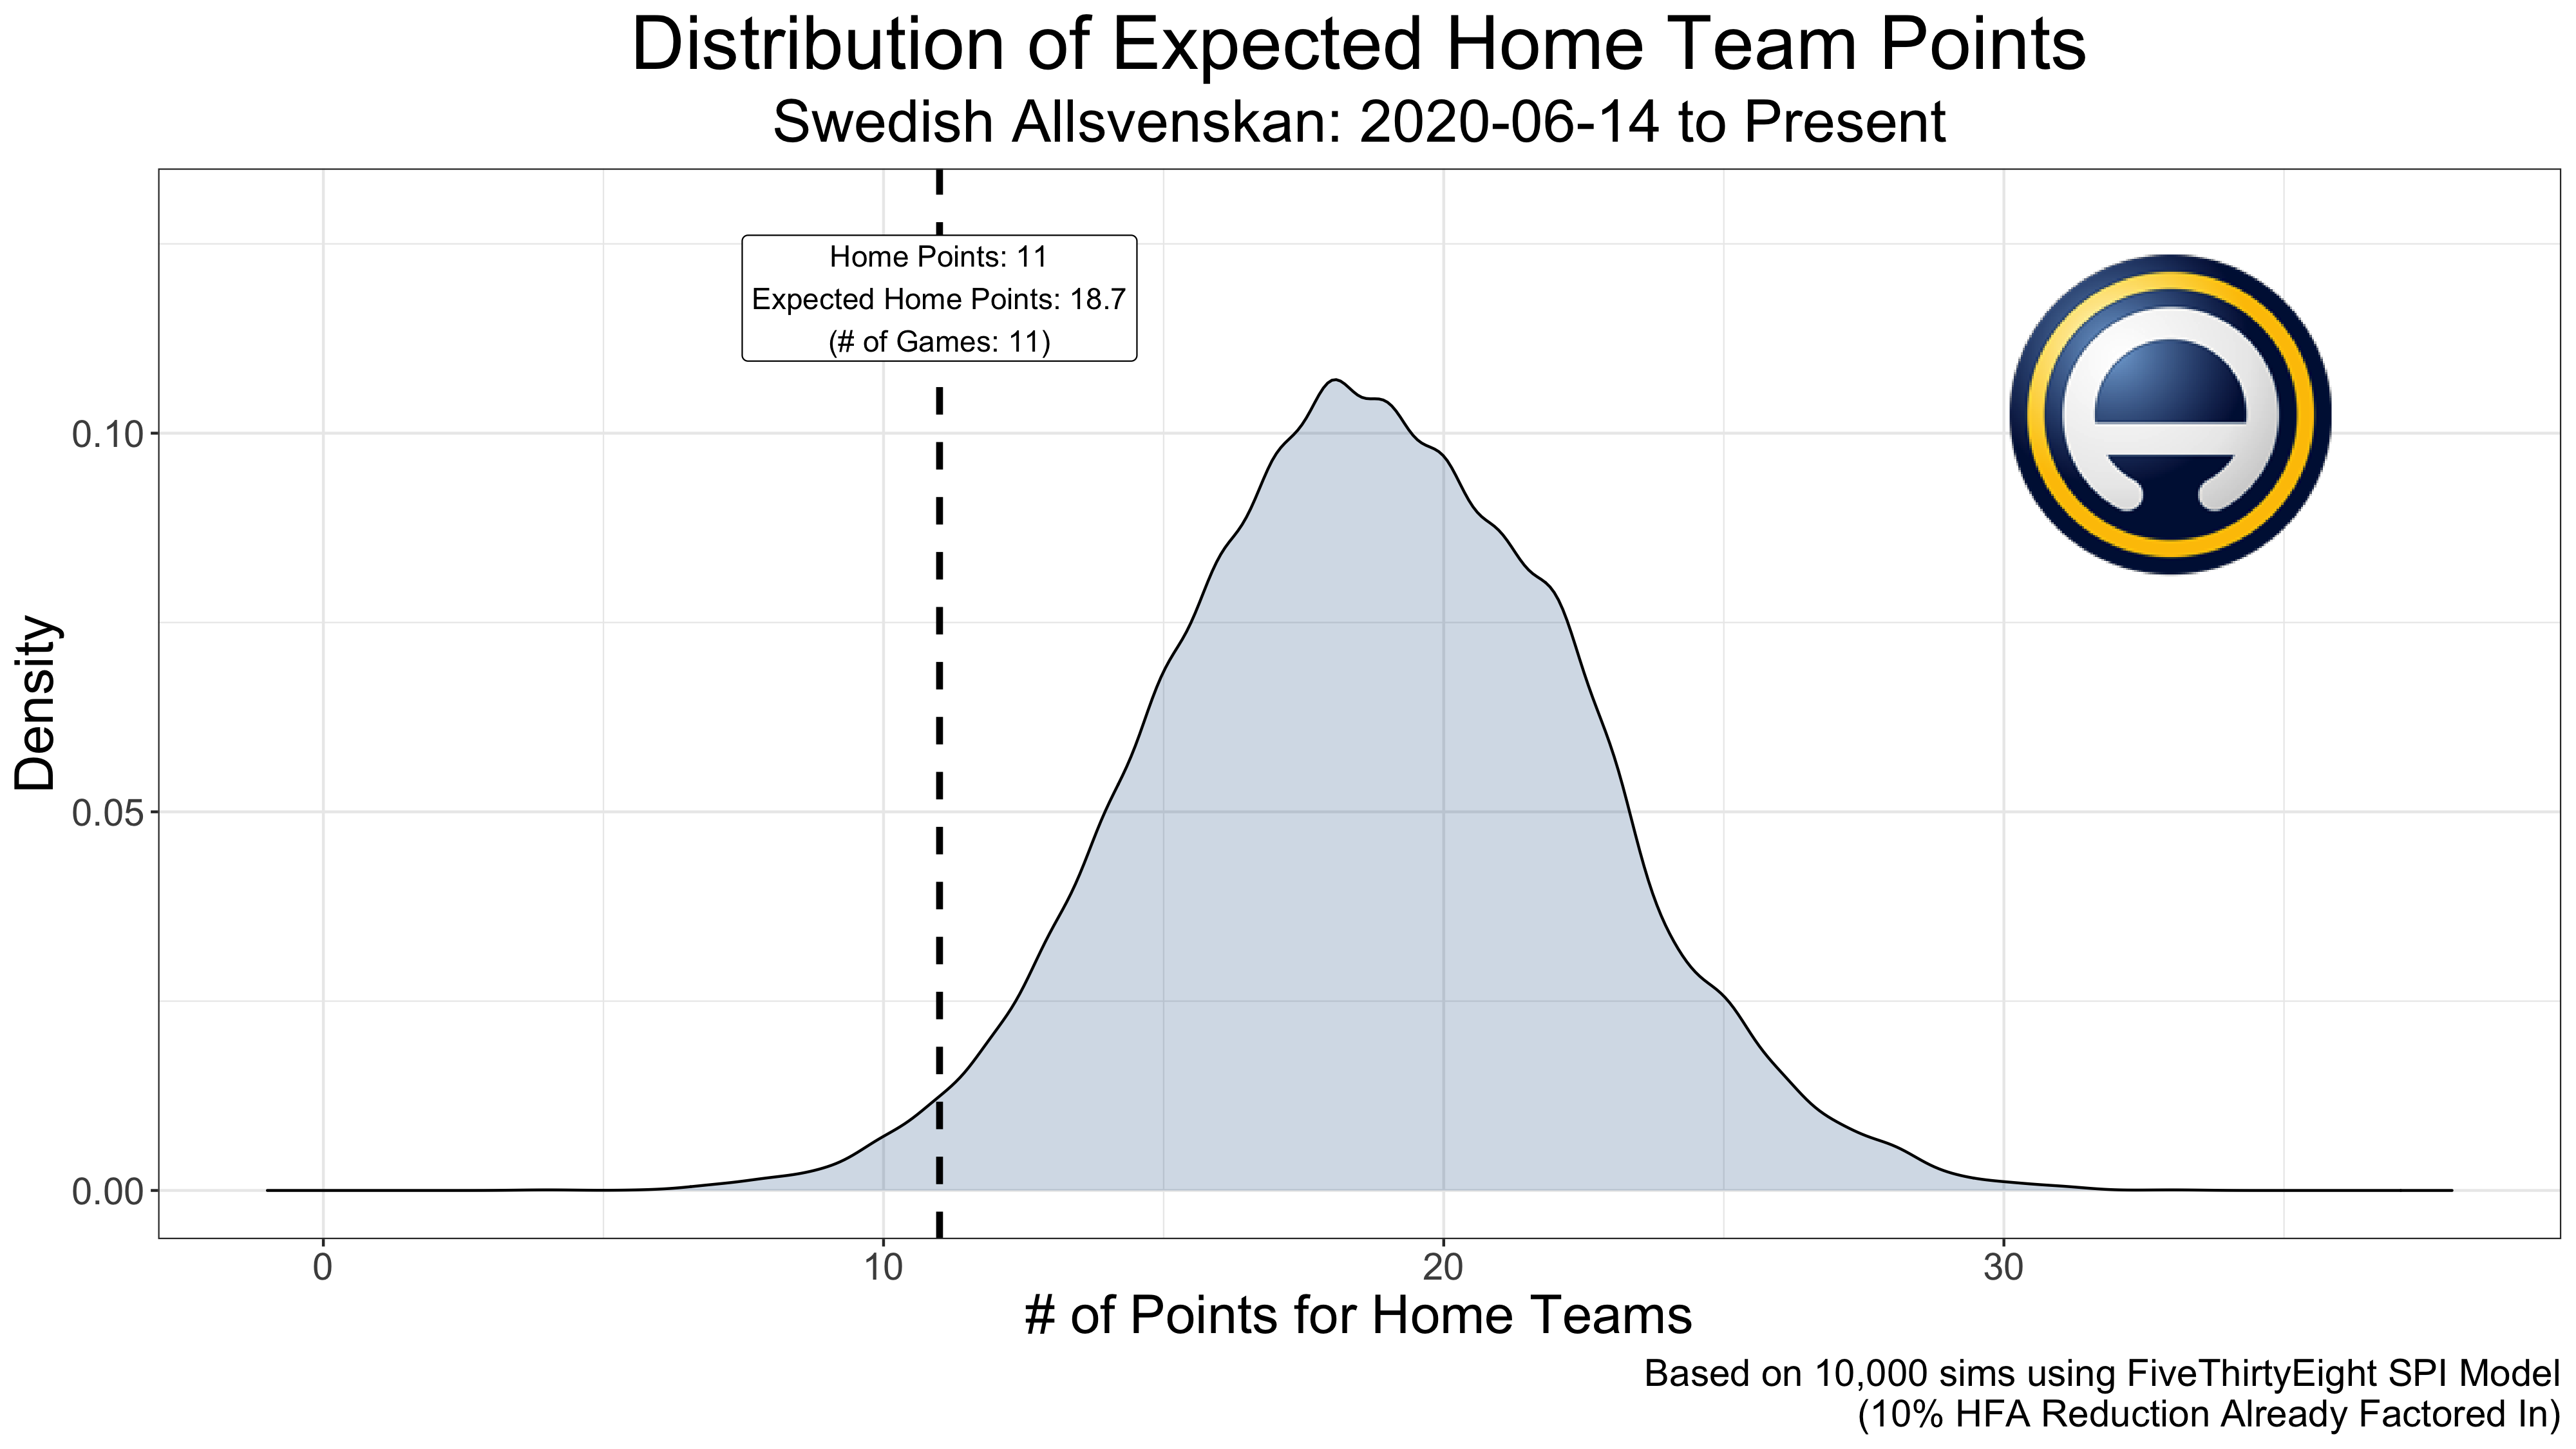 Distribution of Expected Home Team Points
Swedish Allsvenskan: 2020-06-14 to Present
Home Points: 11
Expected Home Points: 18.7
(# of Games: 11)
0.10
0.05
0.00
Density
0
10
20
30
# of Points for Home Teams
Based on 10,000 sims using FiveThirtyEight SPI Model
(10% HFA Reduction Already Factored In)